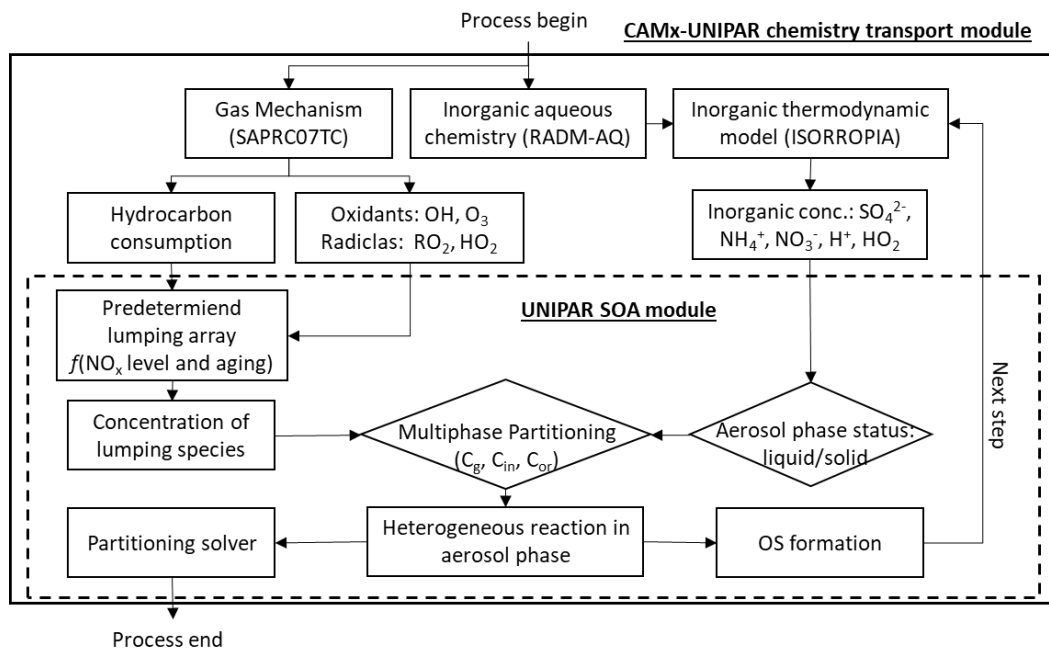 Process begin
CAMx-UNIPAR chemistry transport module
Gas Mechanism
(SAPRC07TC)
Inorganic aqueous
chemistry (RADM-AQ)
Inorganic thermodynamic
model (ISORROPIA)
Hydrocarbon
consumption
Oxidants: OH, O₃
Radiclas: RO₂, HO₂
Inorganic conc.: SO₄²⁻,
NH₄⁺, NO₃⁻, H⁺, HO₂
UNIPAR SOA module
Predetermiend
lumping array
f(NOₓ level and aging)
Concentration of
lumping species
Multiphase Partitioning
(C_g, C_in, C_or)
Aerosol phase status:
liquid/solid
Next step
Partitioning solver
Heterogeneous reaction in
aerosol phase
OS formation
Process end